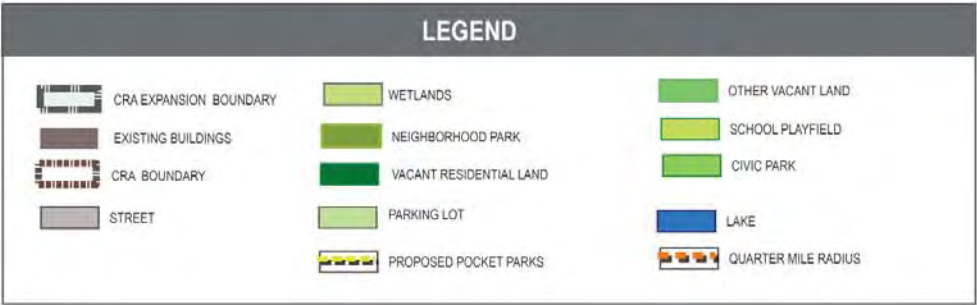 LEGEND
CRA EXPANSION BOUNDARY
EXISTING BUILDINGS
CRA BOUNDARY
STREET
WETLANDS
NEIGHBORHOOD PARK
VACANT RESIDENTIAL LAND
PARKING LOT
PROPOSED POCKET PARKS
OTHER VACANT LAND
SCHOOL PLAYFIELD
CIVIC PARK
LAKE
QUARTER MILE RADIUS